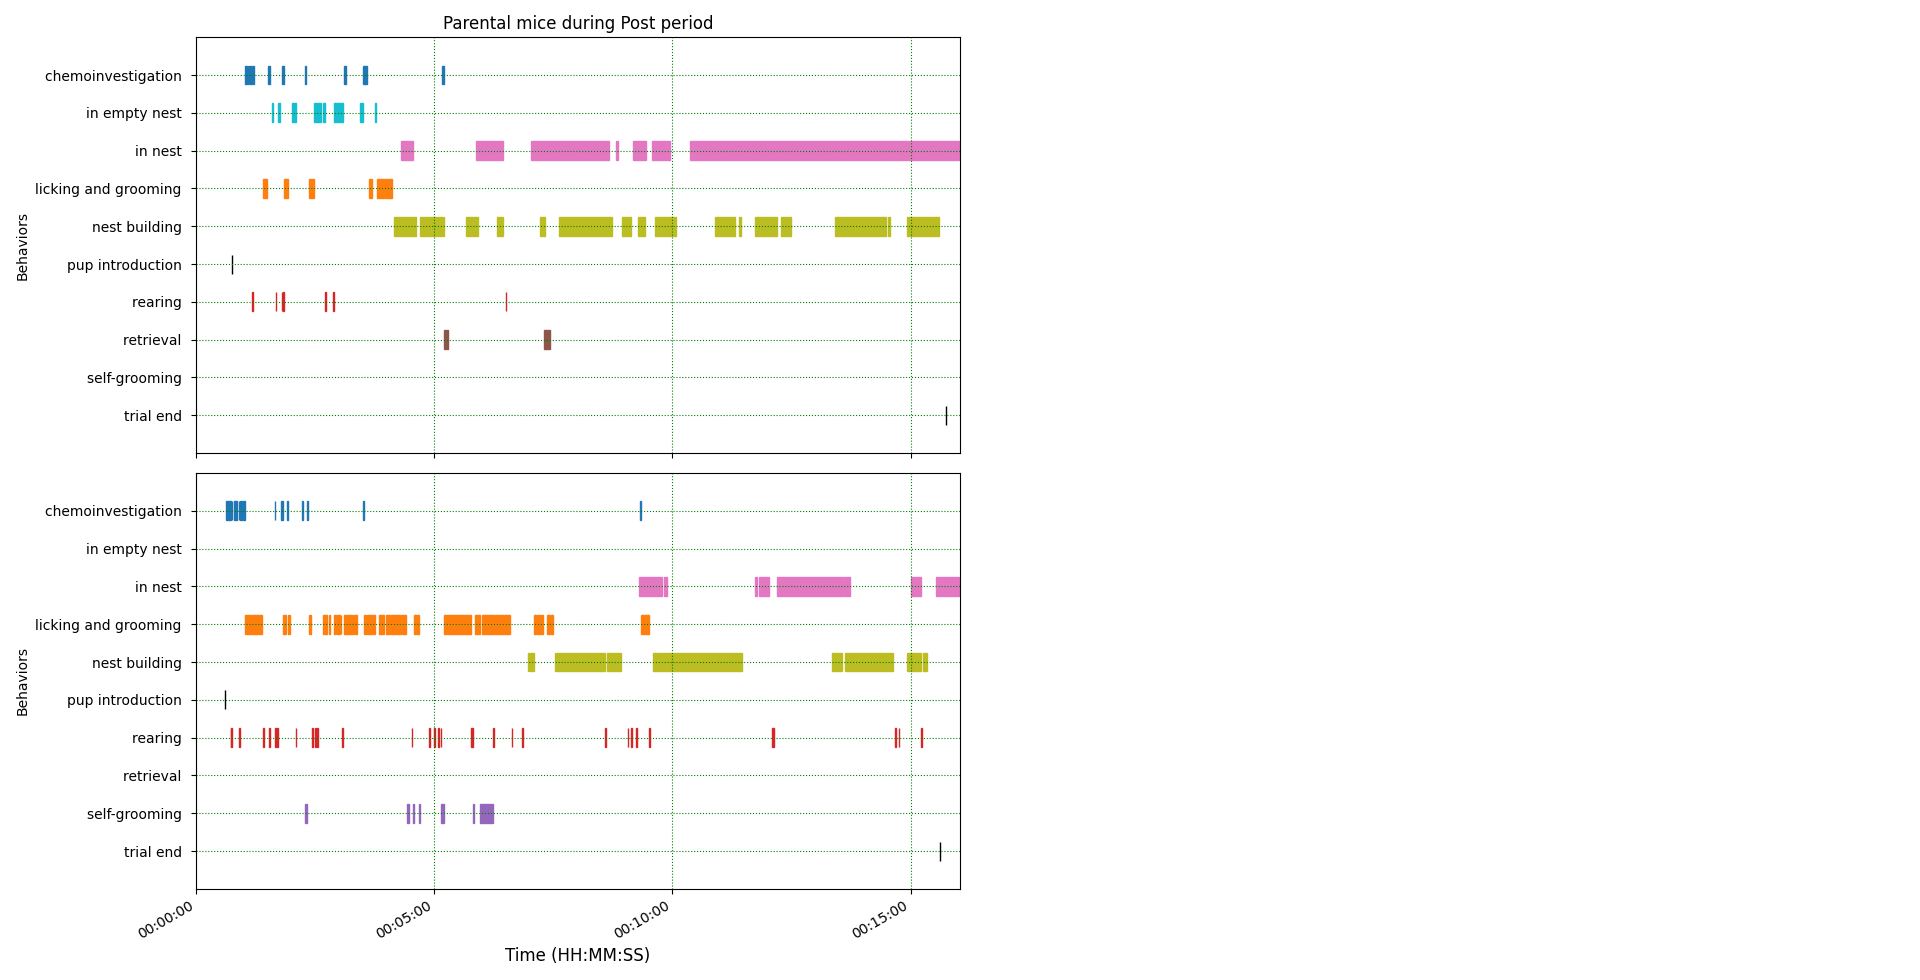 Parental mice during Post period
chemoinvestigation
in empty nest
in nest
licking and grooming
nest building
pup introduction
rearing
retrieval
self-grooming
trial end
Behaviors
chemoinvestigation
in empty nest
in nest
licking and grooming
nest building
pup introduction
rearing
retrieval
self-grooming
trial end
Behaviors
00:00:00
00:05:00
00:10:00
00:15:00
Time (HH:MM:SS)